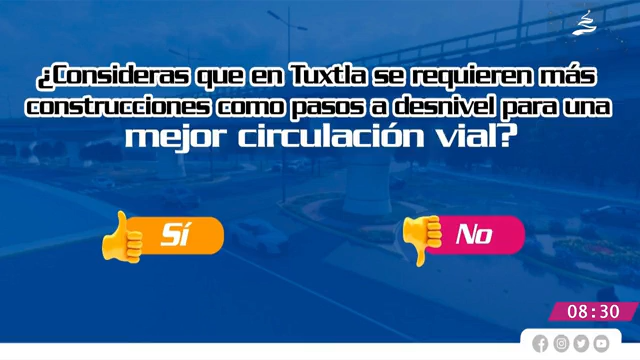 ¿Consideras que en Tuxtla se requieren más
construcciones como pasos a desnivel para una
mejor circulación vial?
Sí
No
08:30